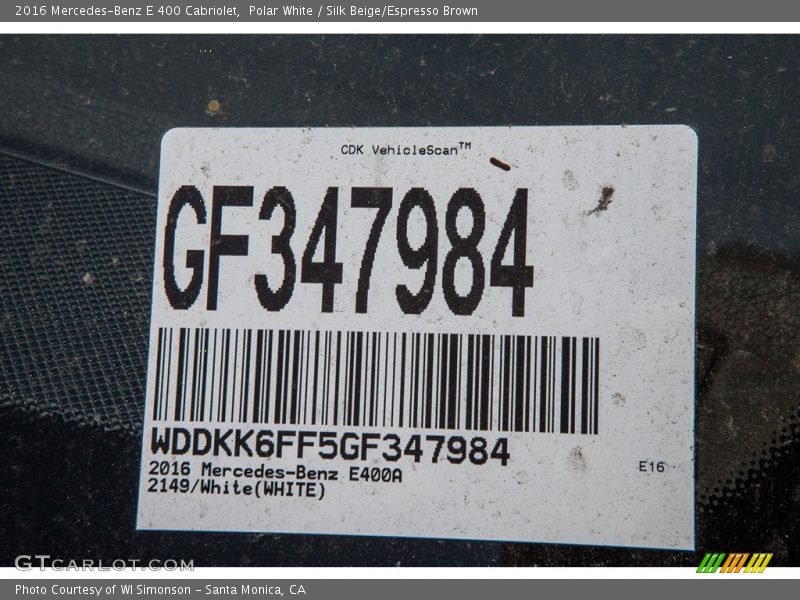 2016 Mercedes-Benz E 400 Cabriolet,  Polar White / Silk Beige/Espresso Brown
CDK VehicleScan™
GF347984
WDDKK6FF5GF347984
2016 Mercedes-Benz E400A
2149/White(WHITE)
E16
GTcarlot.com
Photo Courtesy of WI Simonson - Santa Monica, CA